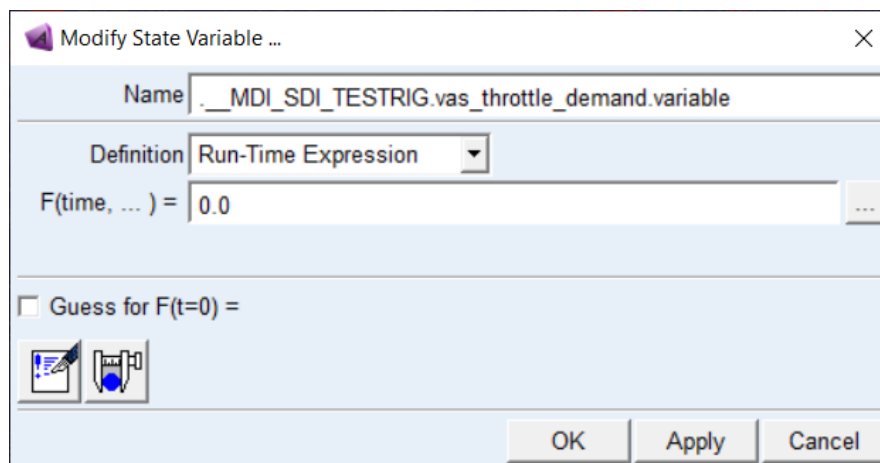 Modify State Variable ...
Name .__MDI_SDI_TESTRIG.vas_throttle_demand.variable
Definition Run-Time Expression
F(time, ... ) = 0.0 ...
Guess for F(t=0) =
OK Apply Cancel